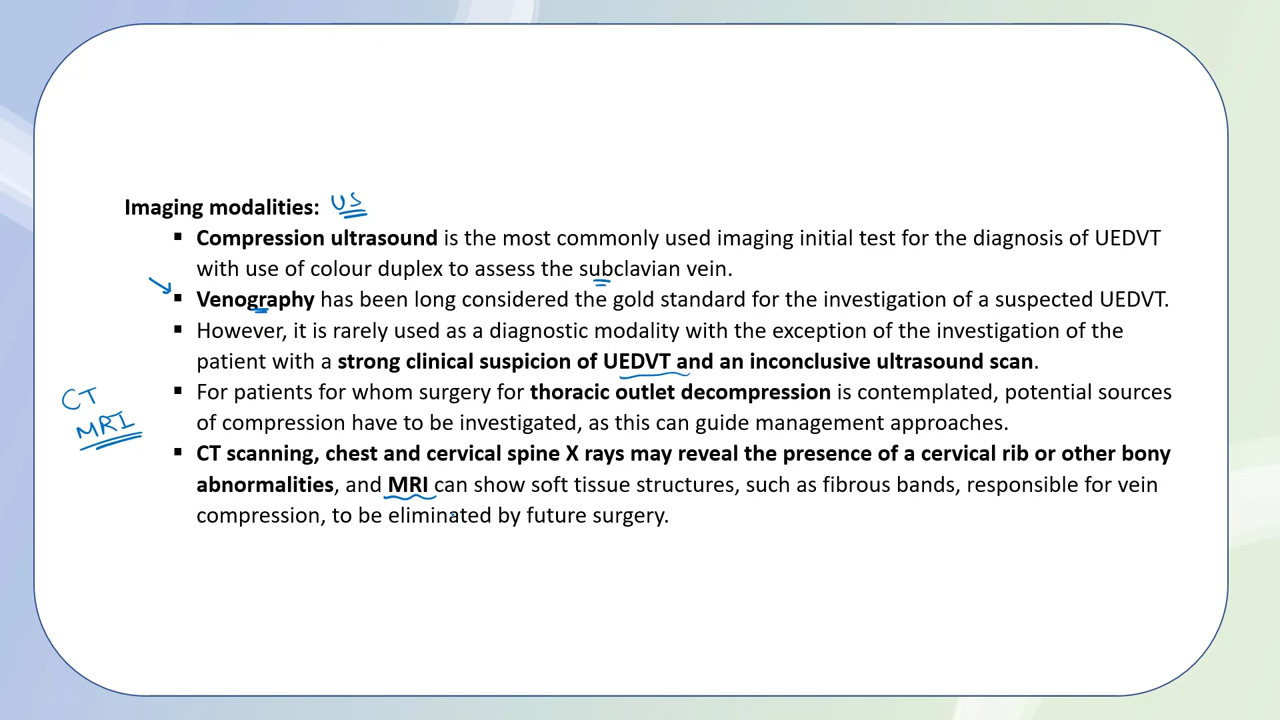 Imaging modalities: US
▪ Compression ultrasound is the most commonly used imaging initial test for the diagnosis of UEDVT
with use of colour duplex to assess the subclavian vein.
▪ Venography has been long considered the gold standard for the investigation of a suspected UEDVT.
▪ However, it is rarely used as a diagnostic modality with the exception of the investigation of the
patient with a strong clinical suspicion of UEDVT and an inconclusive ultrasound scan.
▪ For patients for whom surgery for thoracic outlet decompression is contemplated, potential sources
of compression have to be investigated, as this can guide management approaches.
CT
MRI
▪ CT scanning, chest and cervical spine X rays may reveal the presence of a cervical rib or other bony
abnormalities, and MRI can show soft tissue structures, such as fibrous bands, responsible for vein
compression, to be eliminated by future surgery.